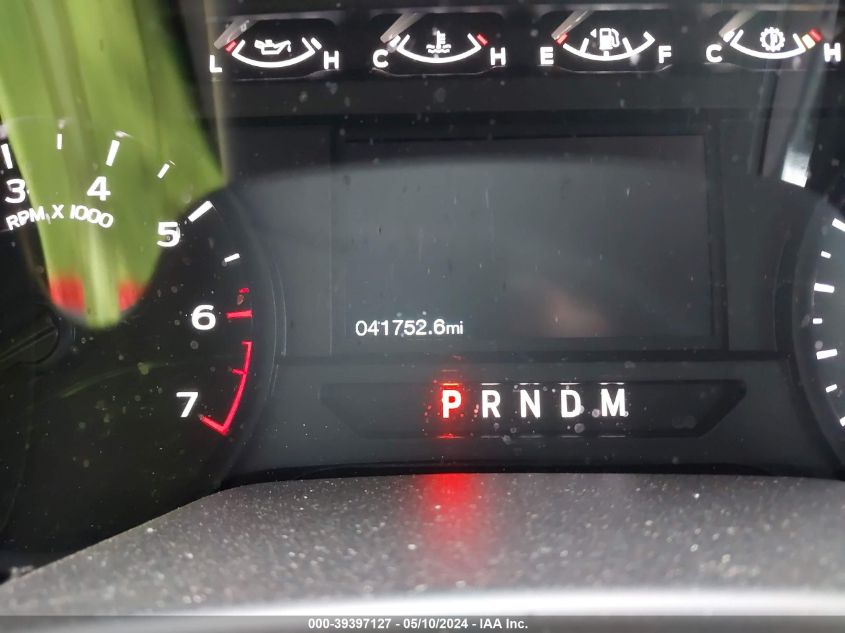 L H C H E F C H
3 4 5 6 7
RPM X 1000
041752.6mi
P R N D M
000-39397127 - 05/10/2024 - IAA Inc.